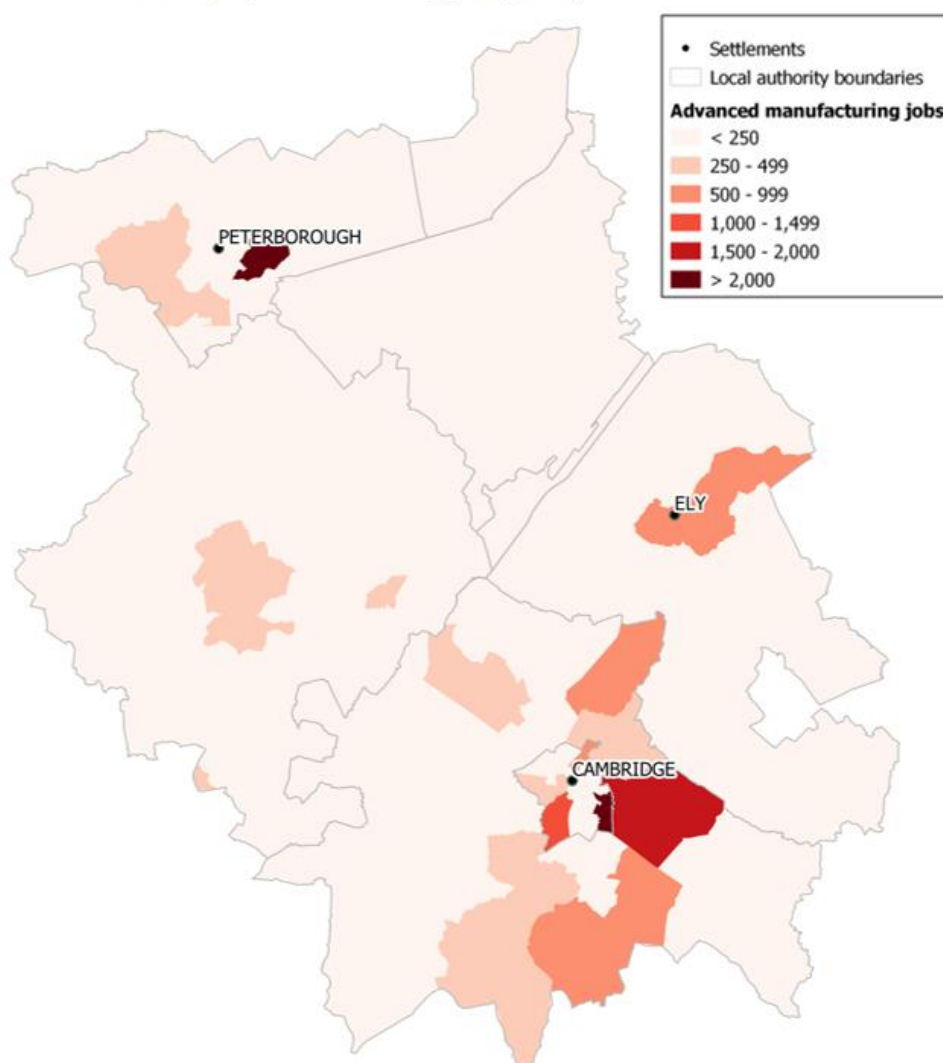 Settlements
Local authority boundaries
Advanced manufacturing jobs
< 250
250 - 499
500 - 999
1,000 - 1,499
1,500 - 2,000
> 2,000
PETERBOROUGH
ELY
CAMBRIDGE